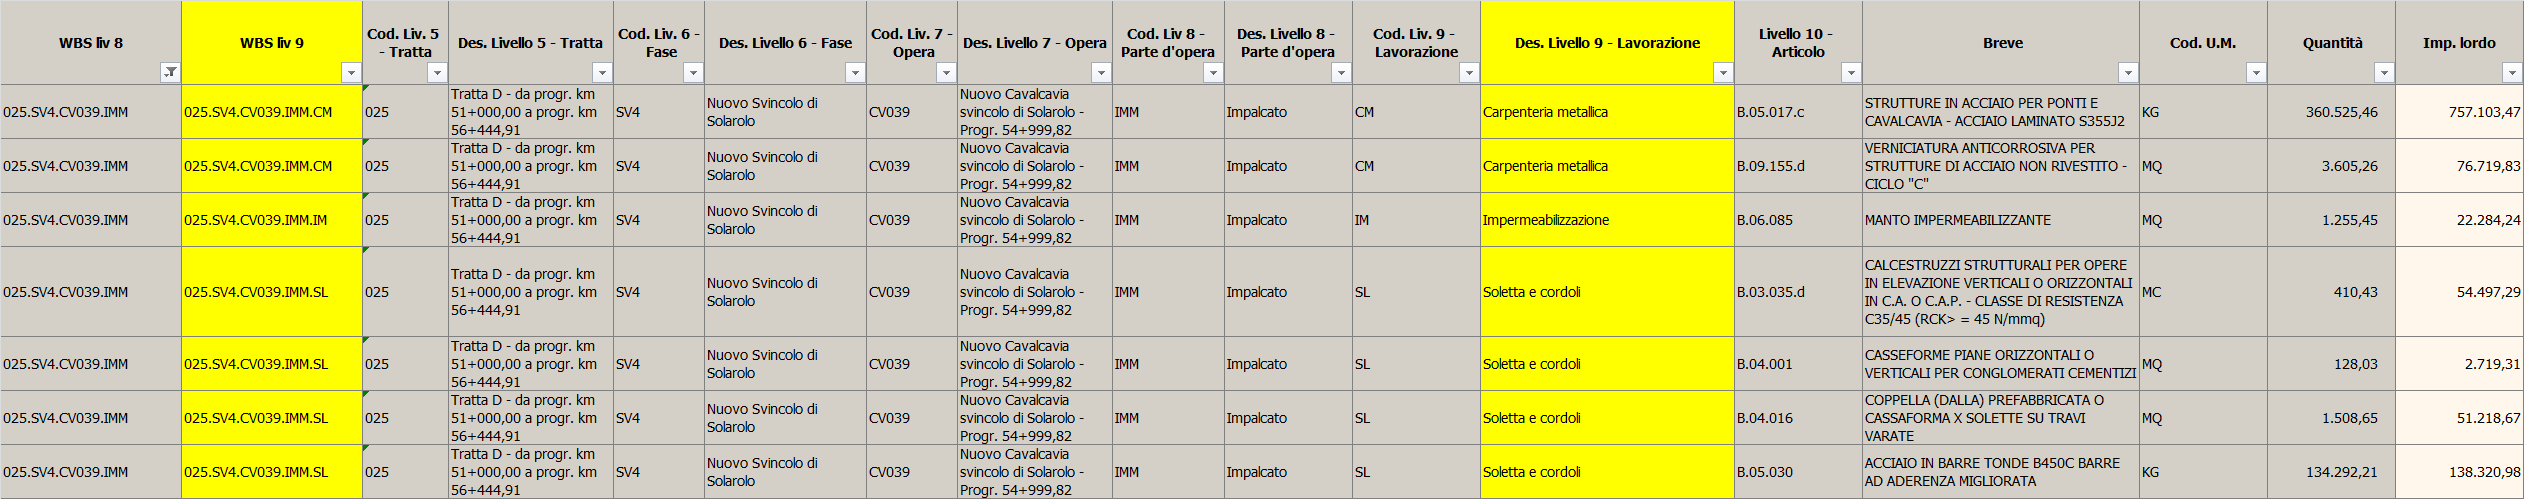 WBS liv 8 WBS liv 9 Cod. Liv. 5 - Tratta Des. Livello 5 - Tratta Cod. Liv. 6 - Fase Des. Livello 6 - Fase Cod. Liv. 7 - Opera Des. Livello 7 - Opera Cod. Liv 8 - Parte d'opera Des. Livello 8 - Parte d'opera Cod. Liv. 9 - Lavorazione Des. Livello 9 - Lavorazione Livello 10 - Articolo Breve Cod. U.M. Quantità Imp. lordo
025.SV4.CV039.IMM 025.SV4.CV039.IMM.CM 025 Tratta D - da progr. km 51+000,00 a progr. km 56+444,91 SV4 Nuovo Svincolo di Solarolo CV039 Nuovo Cavalcavia svincolo di Solarolo - Progr. 54+999,82 IMM Impalcato CM Carpenteria metallica B.05.017.c STRUTTURE IN ACCIAIO PER PONTI E CAVALCAVIA - ACCIAIO LAMINATO S355J2 KG 360.525,46 757.103,47
025.SV4.CV039.IMM 025.SV4.CV039.IMM.CM 025 Tratta D - da progr. km 51+000,00 a progr. km 56+444,91 SV4 Nuovo Svincolo di Solarolo CV039 Nuovo Cavalcavia svincolo di Solarolo - Progr. 54+999,82 IMM Impalcato CM Carpenteria metallica B.09.155.d VERNICIATURA ANTICORROSIVA PER STRUTTURE DI ACCIAIO NON RIVESTITO - CICLO "C" MQ 3.605,26 76.719,83
025.SV4.CV039.IMM 025.SV4.CV039.IMM.IM 025 Tratta D - da progr. km 51+000,00 a progr. km 56+444,91 SV4 Nuovo Svincolo di Solarolo CV039 Nuovo Cavalcavia svincolo di Solarolo - Progr. 54+999,82 IMM Impalcato IM Impermeabilizzazione B.06.085 MANTO IMPERMEABILIZZANTE MQ 1.255,45 22.284,24
025.SV4.CV039.IMM 025.SV4.CV039.IMM.SL 025 Tratta D - da progr. km 51+000,00 a progr. km 56+444,91 SV4 Nuovo Svincolo di Solarolo CV039 Nuovo Cavalcavia svincolo di Solarolo - Progr. 54+999,82 IMM Impalcato SL Soletta e cordoli B.03.035.d CALCESTRUZZI STRUTTURALI PER OPERE IN ELEVAZIONE VERTICALI O ORIZZONTALI IN C.A. O C.A.P. - CLASSE DI RESISTENZA C35/45 (RCK> = 45 N/mmq) MC 410,43 54.497,29
025.SV4.CV039.IMM 025.SV4.CV039.IMM.SL 025 Tratta D - da progr. km 51+000,00 a progr. km 56+444,91 SV4 Nuovo Svincolo di Solarolo CV039 Nuovo Cavalcavia svincolo di Solarolo - Progr. 54+999,82 IMM Impalcato SL Soletta e cordoli B.04.001 CASSEFORME PIANE ORIZZONTALI O VERTICALI PER CONGLOMERATI CEMENTIZI MQ 128,03 2.719,31
025.SV4.CV039.IMM 025.SV4.CV039.IMM.SL 025 Tratta D - da progr. km 51+000,00 a progr. km 56+444,91 SV4 Nuovo Svincolo di Solarolo CV039 Nuovo Cavalcavia svincolo di Solarolo - Progr. 54+999,82 IMM Impalcato SL Soletta e cordoli B.04.016 COPPELLA (DALLA) PREFABBRICATA O CASSAFORMA X SOLETTE SU TRAVI VARATE MQ 1.508,65 51.218,67
025.SV4.CV039.IMM 025.SV4.CV039.IMM.SL 025 Tratta D - da progr. km 51+000,00 a progr. km 56+444,91 SV4 Nuovo Svincolo di Solarolo CV039 Nuovo Cavalcavia svincolo di Solarolo - Progr. 54+999,82 IMM Impalcato SL Soletta e cordoli B.05.030 ACCIAIO IN BARRE TONDE B450C BARRE AD ADERENZA MIGLIORATA KG 134.292,21 138.320,98